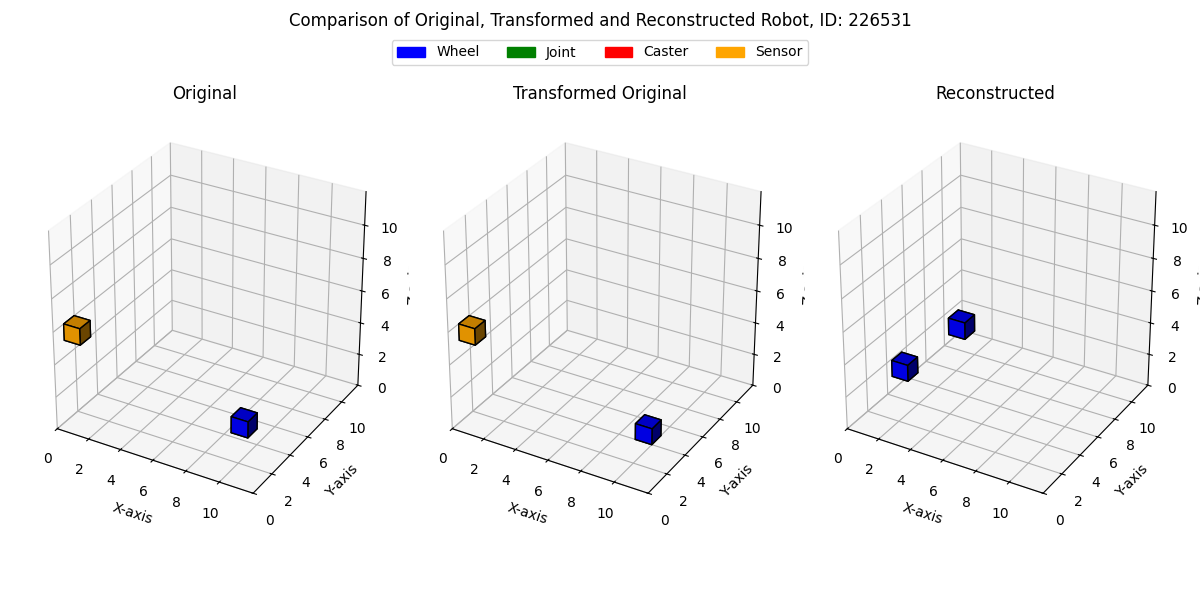 Comparison of Original, Transformed and Reconstructed Robot, ID: 226531
Wheel Joint Caster Sensor
Original
Transformed Original
Reconstructed
0 2 4 6 8 10
X-axis
0 2 4 6 8 10
Y-axis
0 2 4 6 8 10
0 2 4 6 8 10
X-axis
0 2 4 6 8 10
Y-axis
0 2 4 6 8 10
0 2 4 6 8 10
X-axis
0 2 4 6 8 10
Y-axis
0 2 4 6 8 10